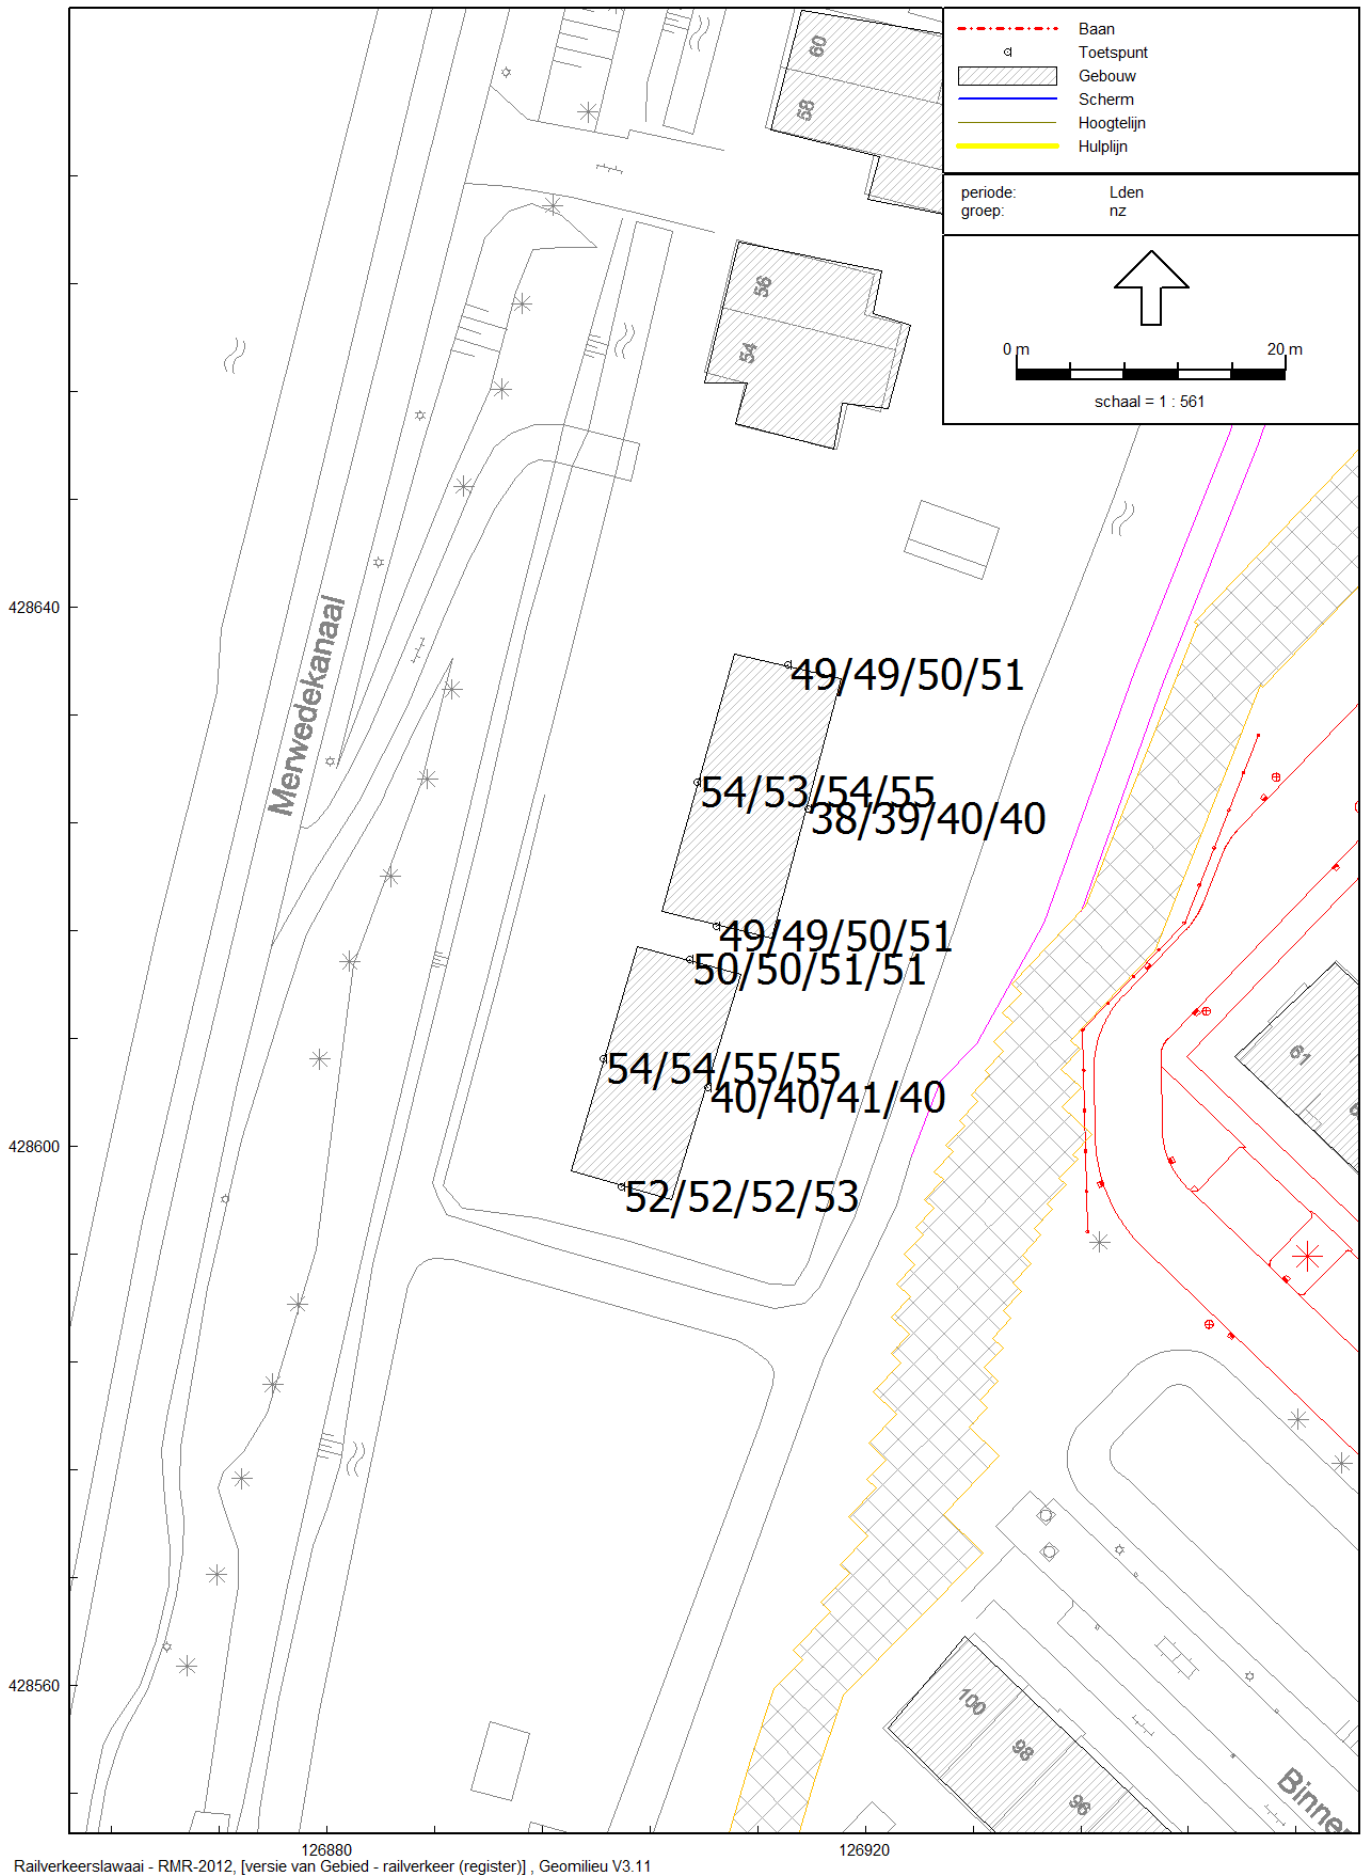 Baan
Toetspunt
Gebouw
Scherm
Hoogtelijn
Hulplijn
periode: Lden
groep: nz
0 m 20 m
schaal = 1 : 561
60
58
56
54
428640
Merwedekanaal
49/49/50/51
54/53/54/55
38/39/40/40
49/49/50/51
50/50/51/51
54/54/55/55
40/40/41/40
52/52/52/53
61
428600
428560
100
98
96
Binne
126880 126920
Railverkeerslawaai - RMR-2012, [versie van Gebied - railverkeer (register)] , Geomilieu V3.11